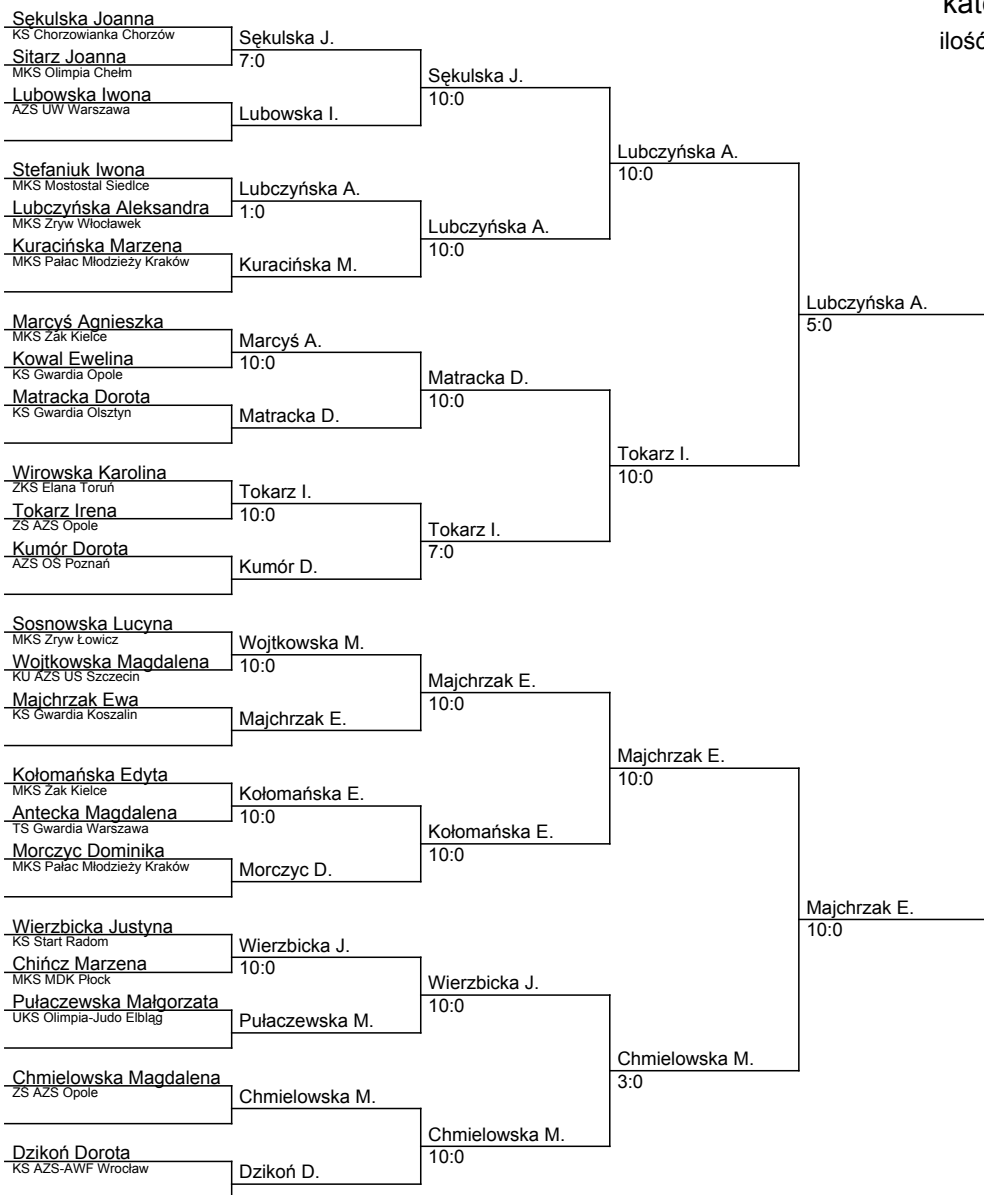 kat
ilość
Sękulska Joanna
KS Chorzowianka Chorzów
Sitarz Joanna
MKS Olimpia Chełm
Lubowska Iwona
AZS UW Warszawa
Stefaniuk Iwona
MKS Mostostal Siedlce
Lubczyńska Aleksandra
MKS Zryw Włocławek
Kuracińska Marzena
MKS Pałac Młodzieży Kraków
Marcyś Agnieszka
MKS Żak Kielce
Kowal Ewelina
KS Gwardia Opole
Matracka Dorota
KS Gwardia Olsztyn
Wirowska Karolina
ZKS Elana Toruń
Tokarz Irena
ZS AZS Opole
Kumór Dorota
AZS OŚ Poznań
Sosnowska Lucyna
MKS Zryw Łowicz
Wojtkowska Magdalena
KU AZS US Szczecin
Majchrzak Ewa
KS Gwardia Koszalin
Kołomańska Edyta
MKS Żak Kielce
Antecka Magdalena
TS Gwardia Warszawa
Morczyc Dominika
MKS Pałac Młodzieży Kraków
Wierzbicka Justyna
KS Start Radom
Chińcz Marzena
MKS MDK Płock
Pułaczewska Małgorzata
UKS Olimpia-Judo Elbląg
Chmielowska Magdalena
ZS AZS Opole
Dzikoń Dorota
KS AZS-AWF Wrocław
Sękulska J.
7:0
Lubowska I.
Lubczyńska A.
1:0
Kuracińska M.
Marcyś A.
10:0
Matracka D.
Tokarz I.
10:0
Kumór D.
Wojtkowska M.
10:0
Majchrzak E.
Kołomańska E.
10:0
Morczyc D.
Wierzbicka J.
10:0
Pułaczewska M.
Chmielowska M.
Dzikoń D.
Sękulska J.
10:0
Lubczyńska A.
10:0
Matracka D.
10:0
Tokarz I.
7:0
Majchrzak E.
10:0
Kołomańska E.
10:0
Wierzbicka J.
10:0
Chmielowska M.
10:0
Lubczyńska A.
10:0
Tokarz I.
10:0
Majchrzak E.
10:0
Chmielowska M.
3:0
Lubczyńska A.
5:0
Majchrzak E.
10:0